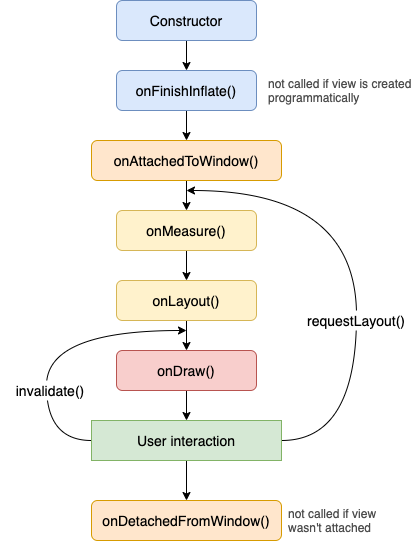 Constructor
onFinishInflate()
not called if view is created
programmatically
onAttachedToWindow()
onMeasure()
onLayout()
requestLayout()
onDraw()
invalidate()
User interaction
onDetachedFromWindow()
not called if view
wasn't attached